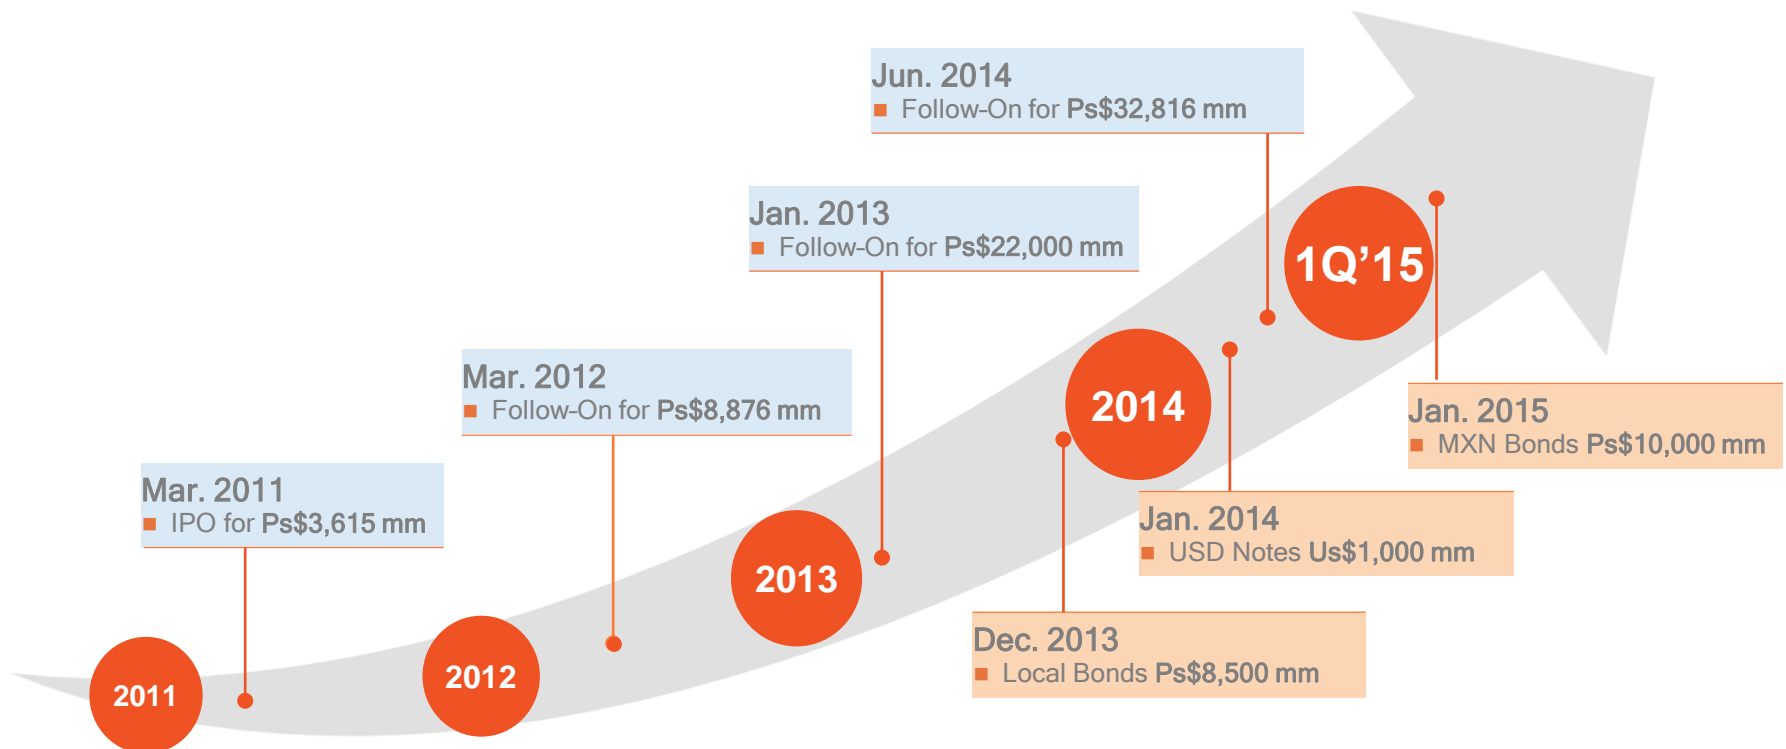 Jun. 2014
Follow-On for Ps$32,816 mm
Jan. 2013
Follow-On for Ps$22,000 mm
1Q’15
Mar. 2012
Follow-On for Ps$8,876 mm
2014
Jan. 2015
MXN Bonds Ps$10,000 mm
Mar. 2011
IPO for Ps$3,615 mm
Jan. 2014
USD Notes Us$1,000 mm
2013
Dec. 2013
Local Bonds Ps$8,500 mm
2012
2011